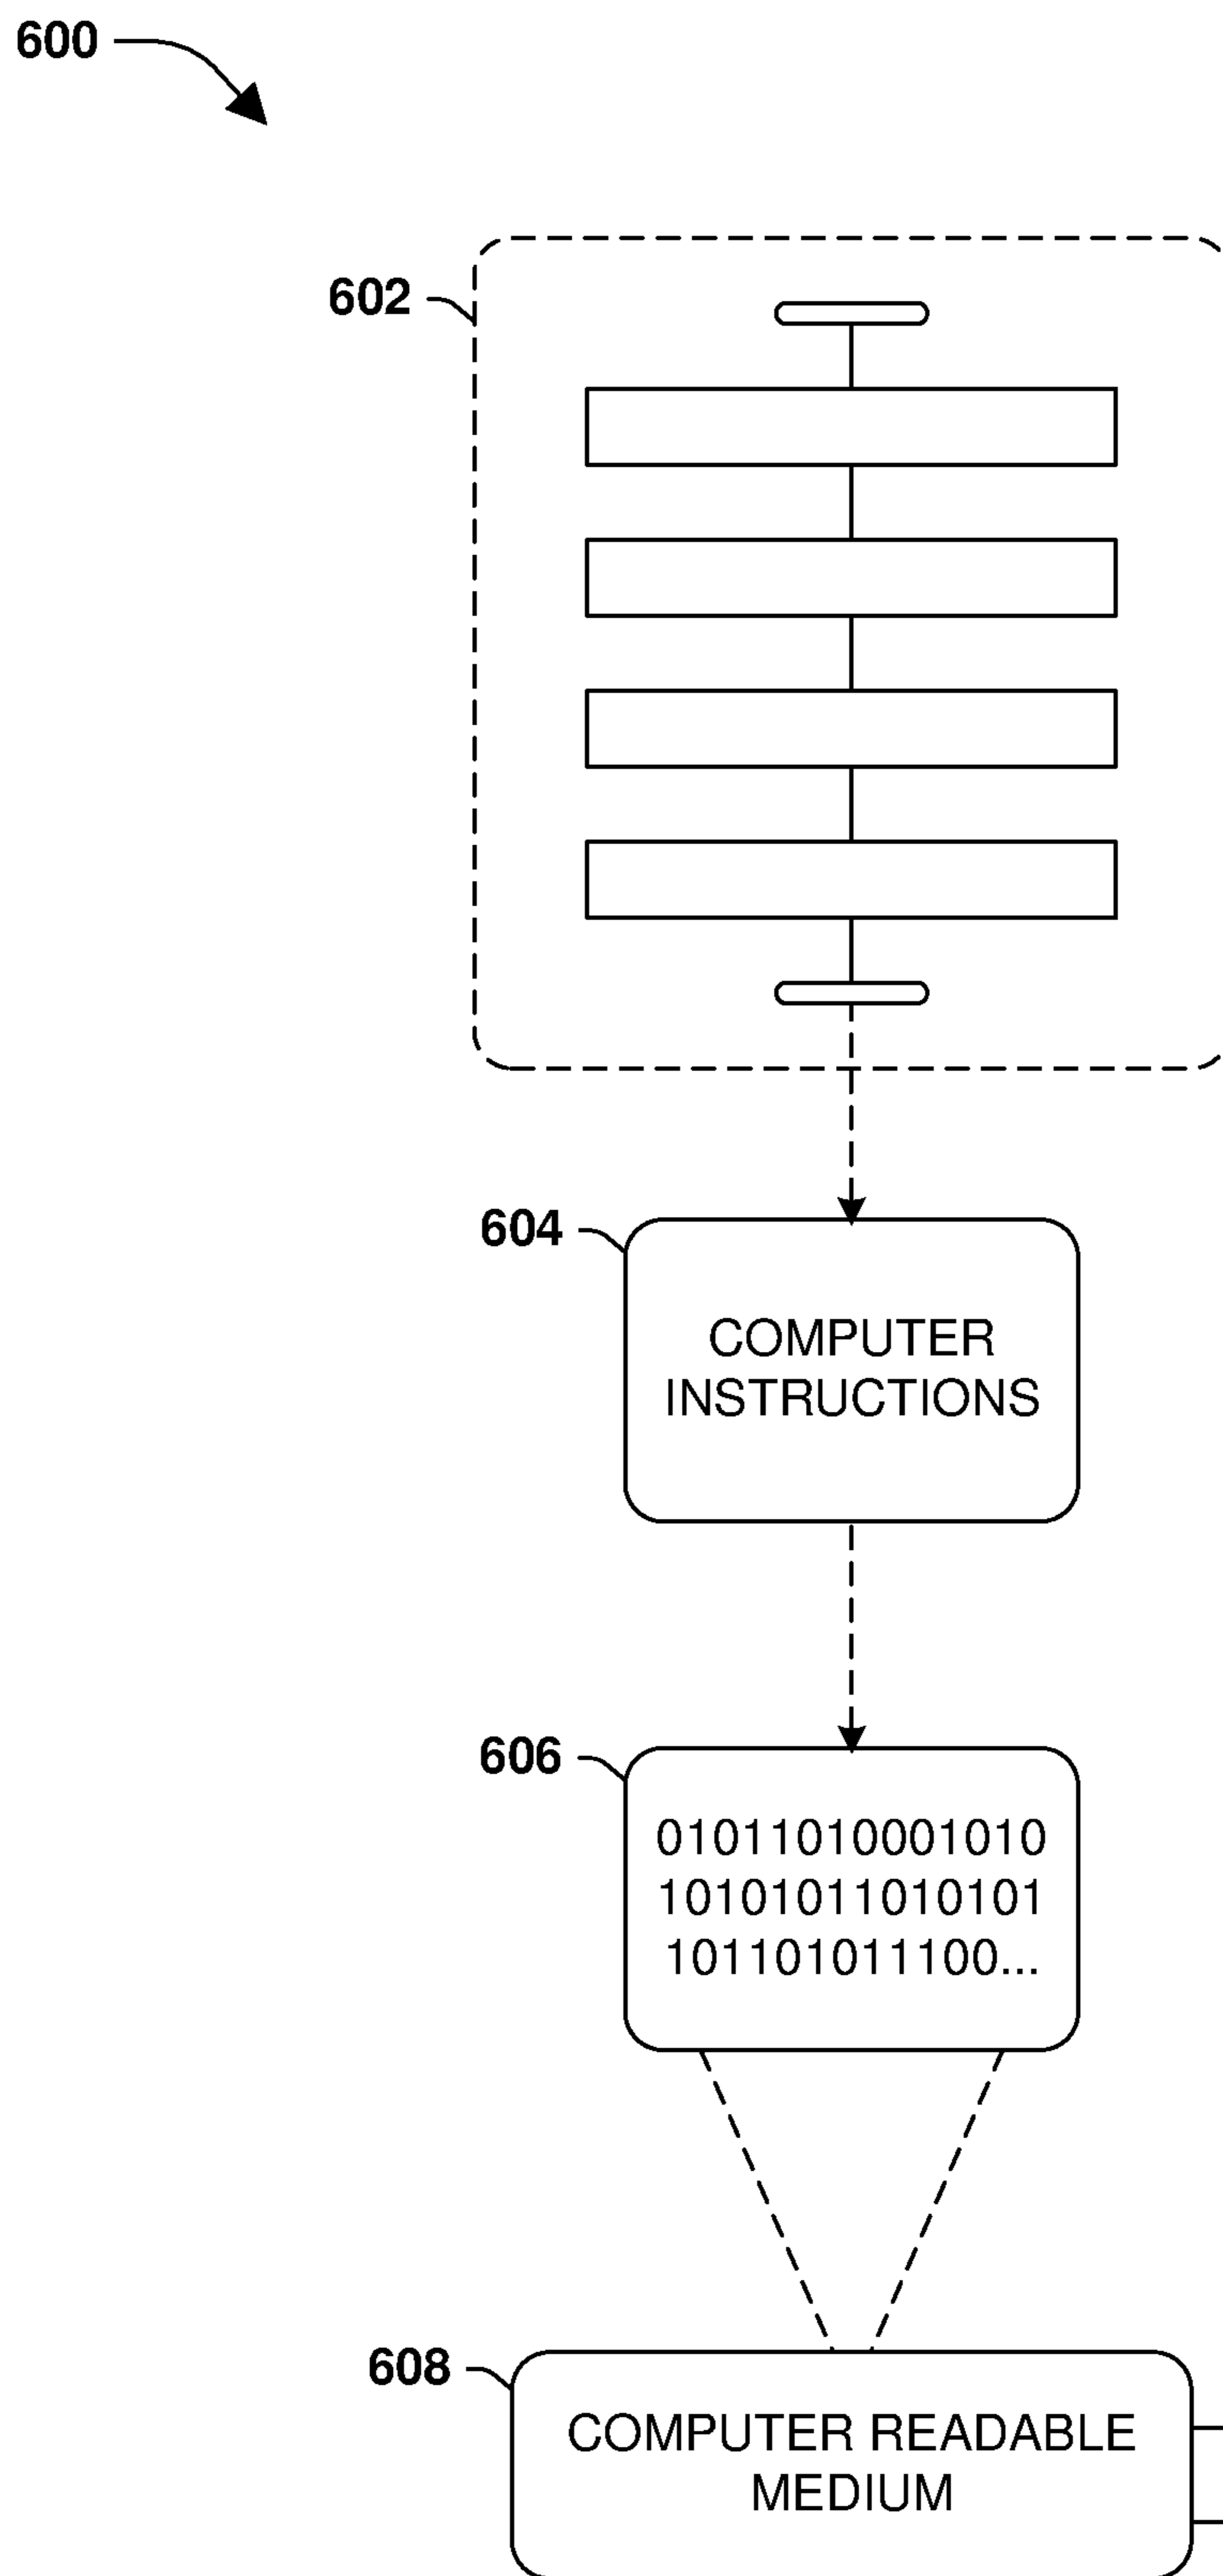 600
602
604
COMPUTER
INSTRUCTIONS
606
01011010001010
10101011010101
101101011100...
608
COMPUTER READABLE
MEDIUM